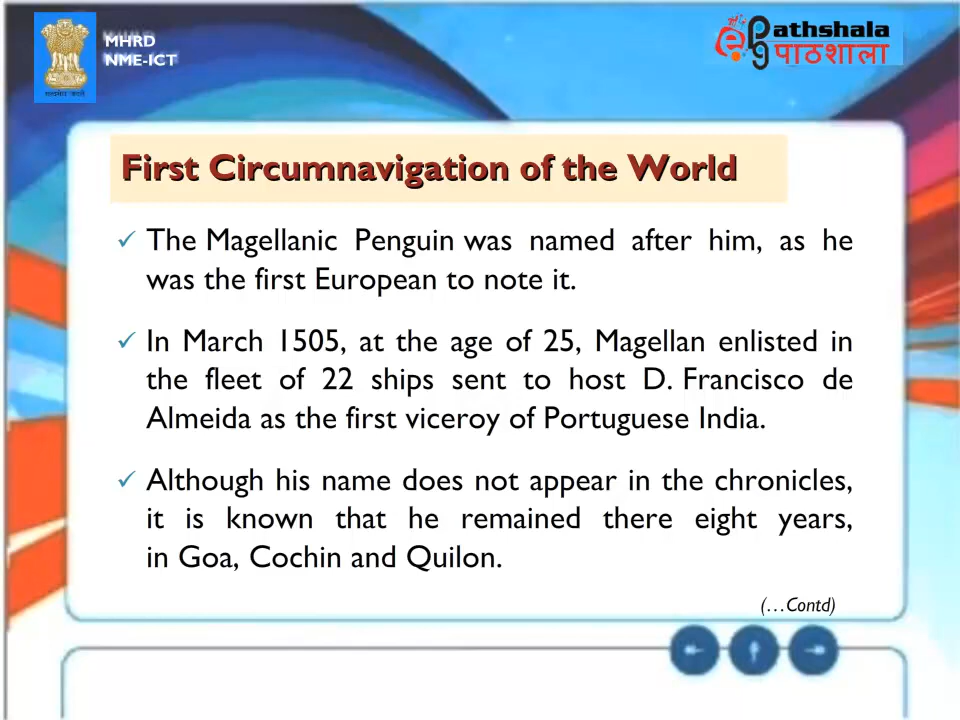 MHRD
NME-ICT
ePG Pathshala
पाठशाला
First Circumnavigation of the World
The Magellanic Penguin was named after him, as he
was the first European to note it.
In March 1505, at the age of 25, Magellan enlisted in
the fleet of 22 ships sent to host D. Francisco de
Almeida as the first viceroy of Portuguese India.
Although his name does not appear in the chronicles,
it is known that he remained there eight years,
in Goa, Cochin and Quilon.
(...Contd)